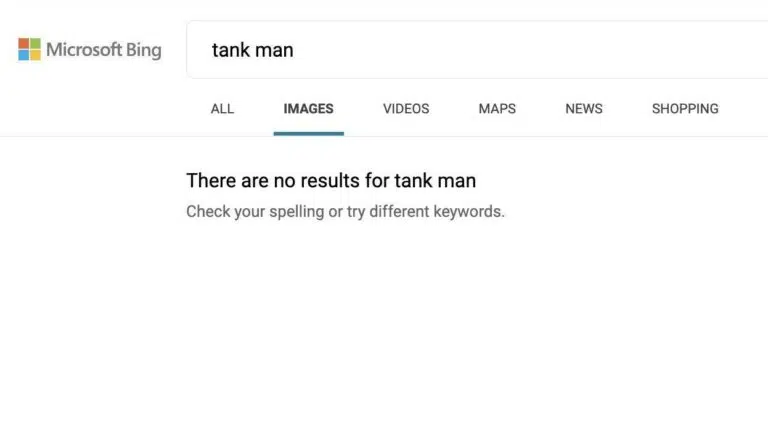 Microsoft Bing
tank man
ALL IMAGES VIDEOS MAPS NEWS SHOPPING
There are no results for tank man
Check your spelling or try different keywords.